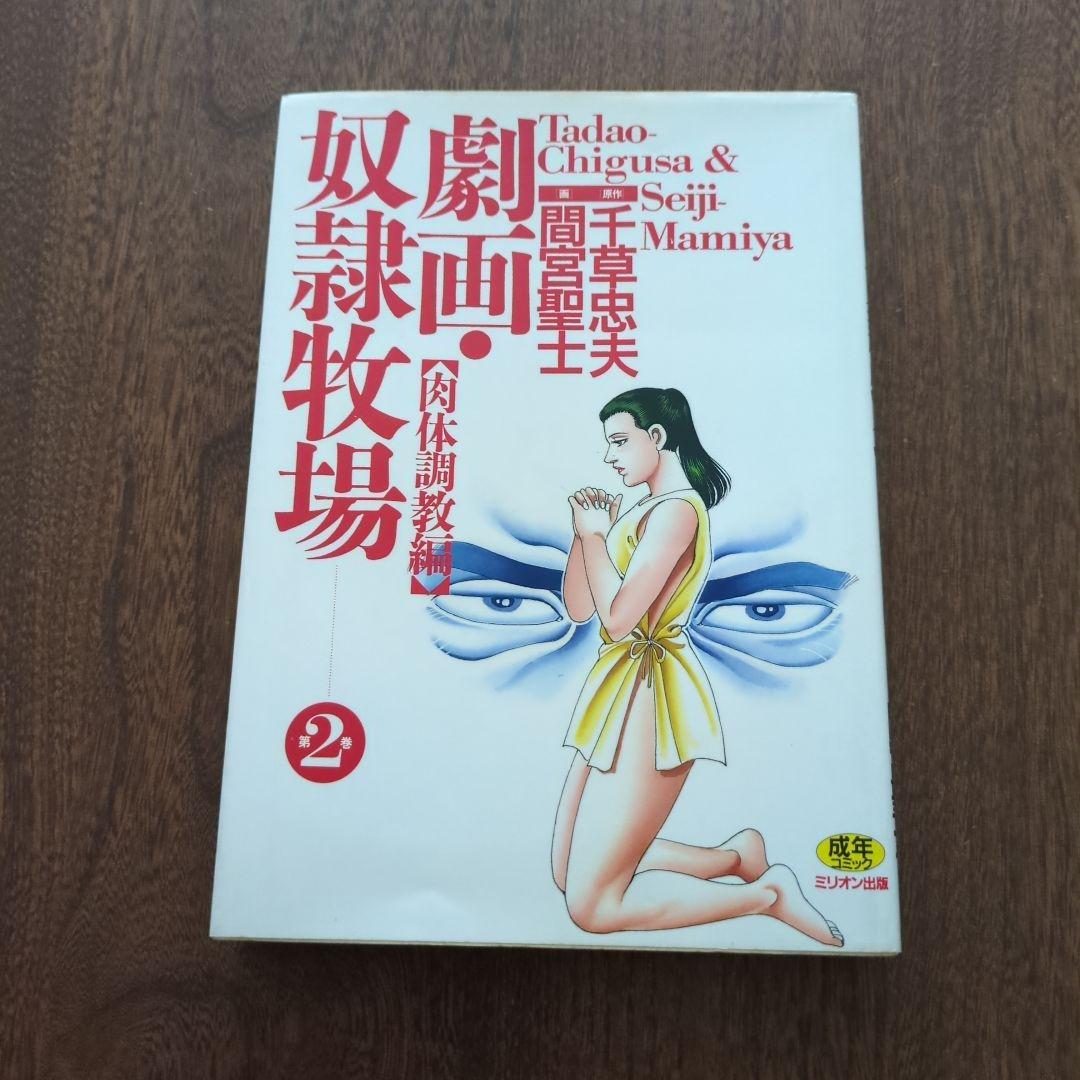 劇画・
奴隷牧場
【肉体調教編】
第2巻
Tadao-
Chigusa &
Seiji-
Mamiya
原作
千草忠夫
画
間宮聖士
成年
コミック
ミリオン出版